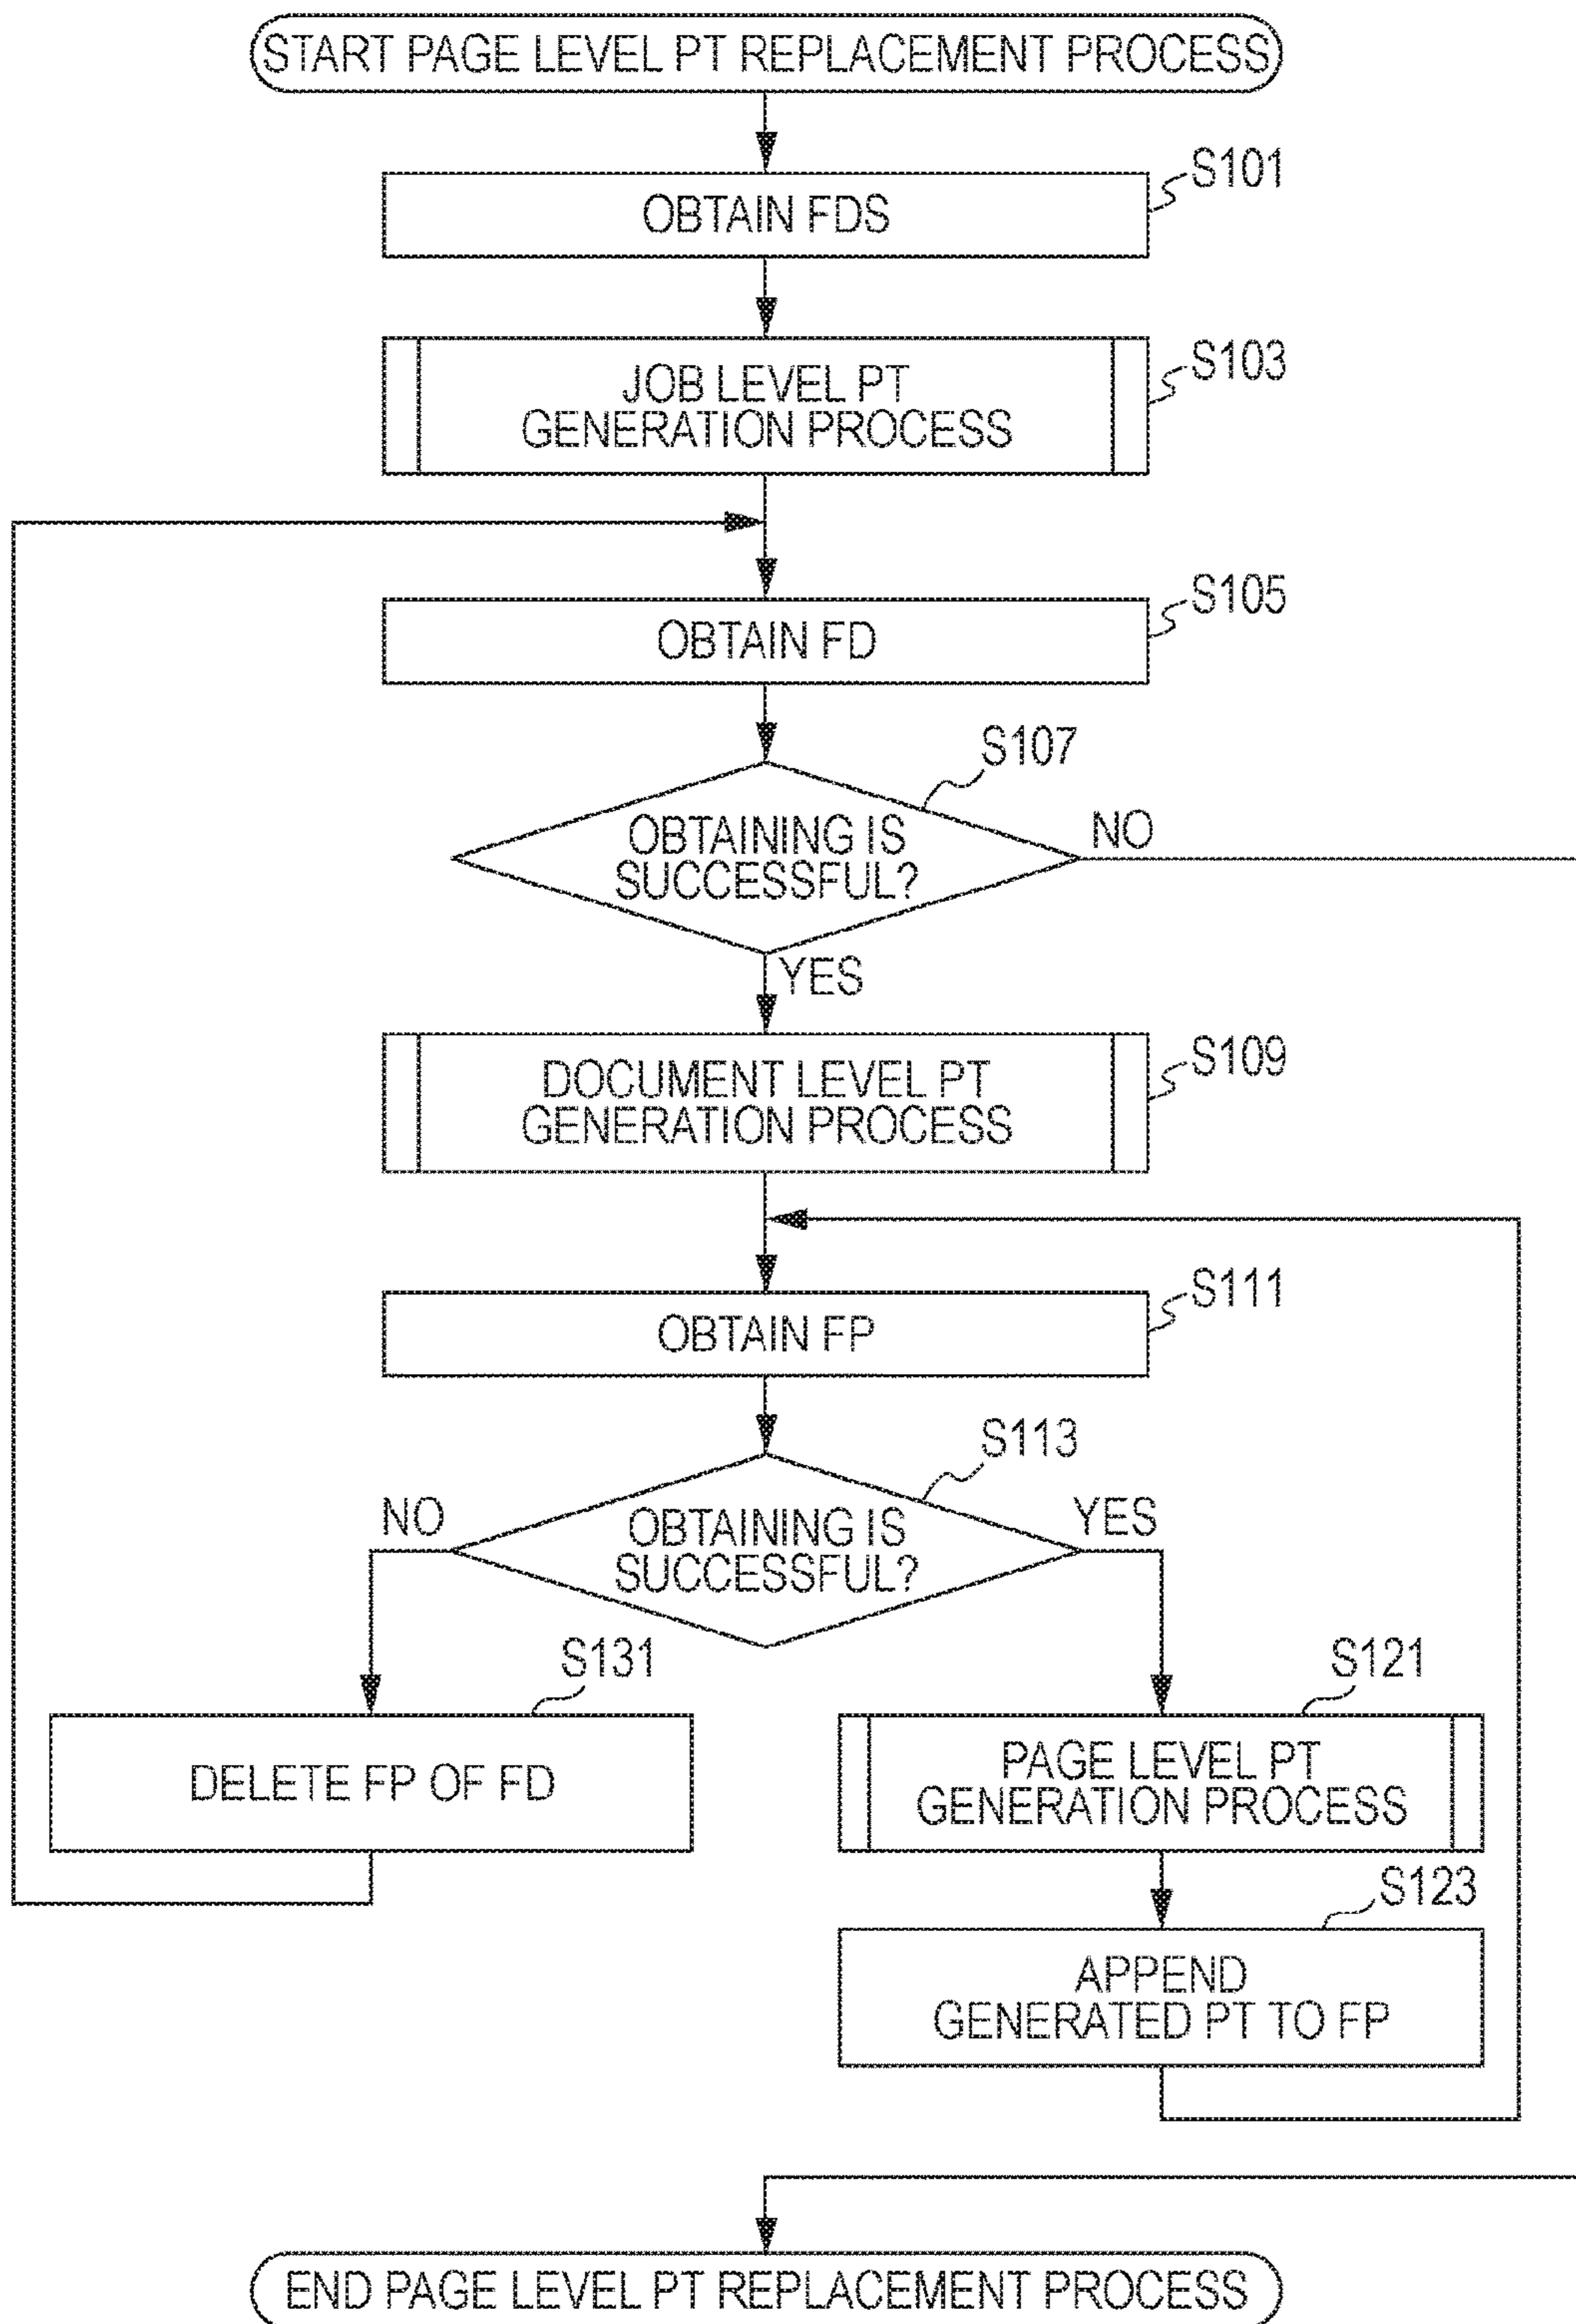 START PAGE LEVEL PT REPLACEMENT PROCESS
S101
OBTAIN FDS
S103
JOB LEVEL PT
GENERATION PROCESS
S105
OBTAIN FD
S107
OBTAINING IS
SUCCESSFUL?
NO
YES
S109
DOCUMENT LEVEL PT
GENERATION PROCESS
S111
OBTAIN FP
S113
NO
OBTAINING IS
SUCCESSFUL?
YES
S131
DELETE FP OF FD
S121
PAGE LEVEL PT
GENERATION PROCESS
S123
APPEND
GENERATED PT TO FP
END PAGE LEVEL PT REPLACEMENT PROCESS